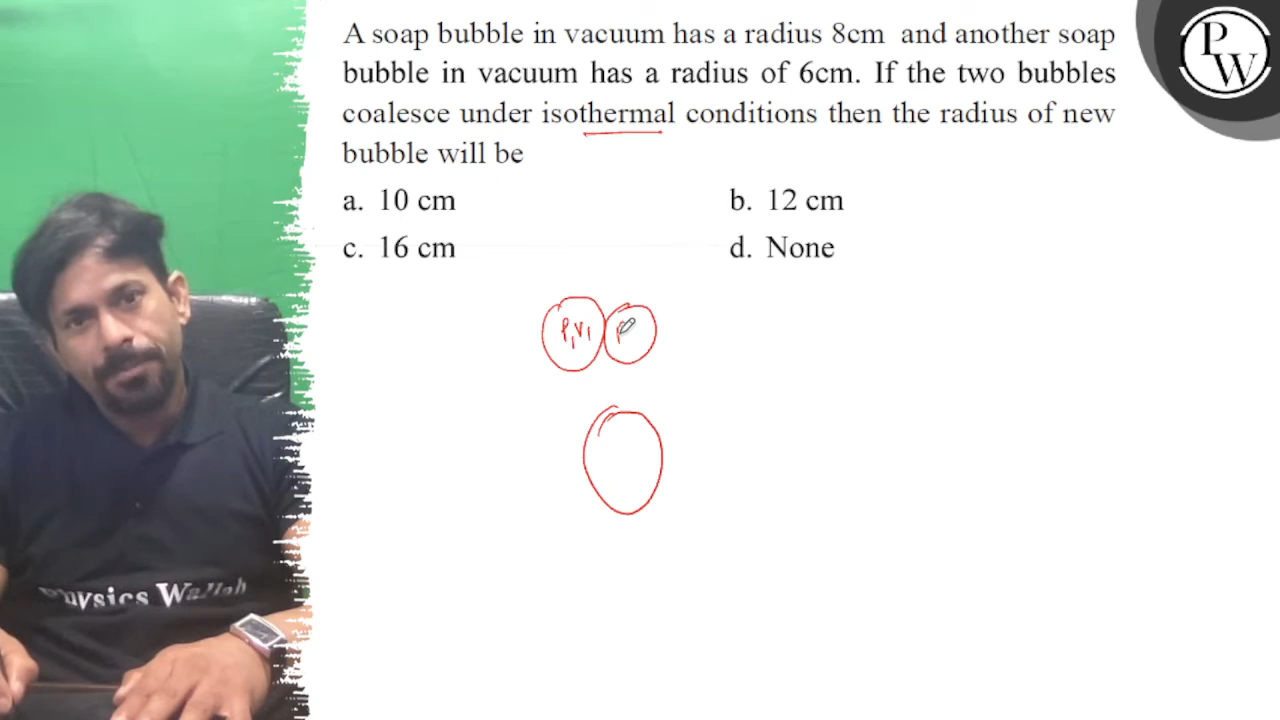 A soap bubble in vacuum has a radius 8cm and another soap
bubble in vacuum has a radius of 6cm. If the two bubbles
coalesce under isothermal conditions then the radius of new
bubble will be
a. 10 cm
b. 12 cm
c. 16 cm
d. None
P₁V₁
P
PW
Physics Wallah